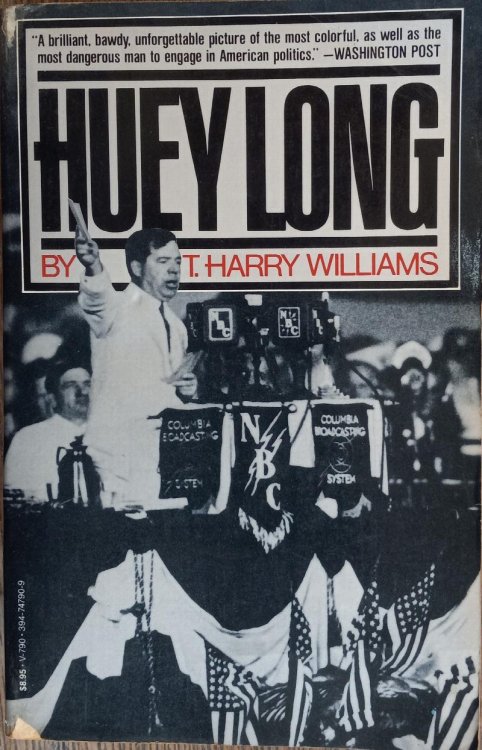 "A brilliant, bawdy, unforgettable picture of the most colorful, as well as the
most dangerous man to engage in American politics." —WASHINGTON POST
HUEY LONG
BY T. HARRY WILLIAMS
NBC
NBC
COLUMBIA
BROADCASTING
SYSTEM
NBC
COLUMBIA
BROADCASTING
SYSTEM
$8.95 • V-790 • 394-74790-9